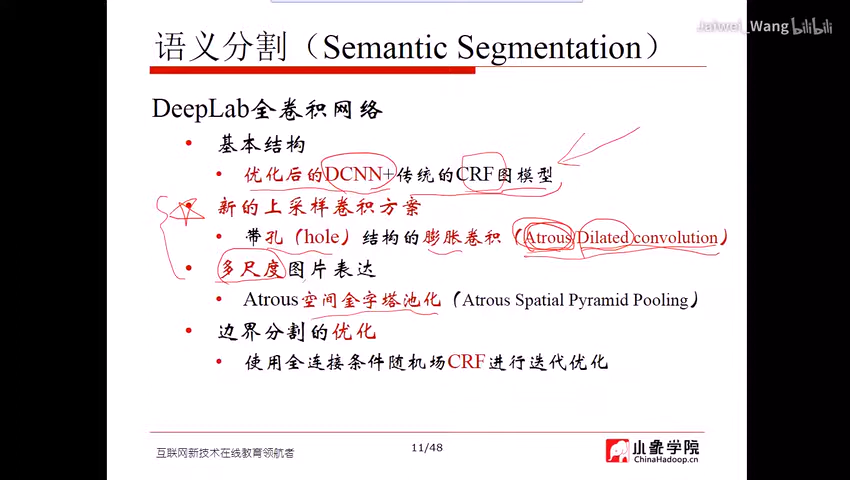 Jaiwei_Wang bilibili
语义分割（Semantic Segmentation）
DeepLab全卷积网络
• 基本结构
• 优化后的DCNN+传统的CRF图模型
• 新的上采样卷积方案
• 带孔（hole）结构的膨胀卷积（Atrous/Dilated convolution）
• 多尺度图片表达
• Atrous空间金字塔池化（Atrous Spatial Pyramid Pooling）
• 边界分割的优化
• 使用全连接条件随机场CRF进行迭代优化
互联网新技术在线教育领航者
11/48
小象学院
ChinaHadoop.cn